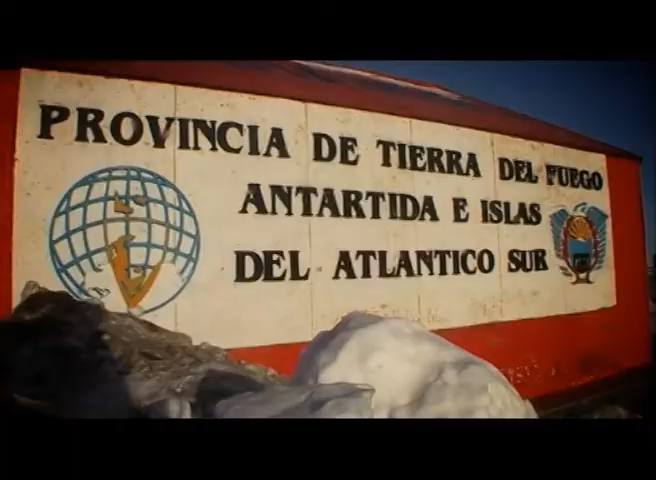 PROVINCIA DE TIERRA DEL FUEGO
ANTARTIDA E ISLAS
DEL ATLANTICO SUR